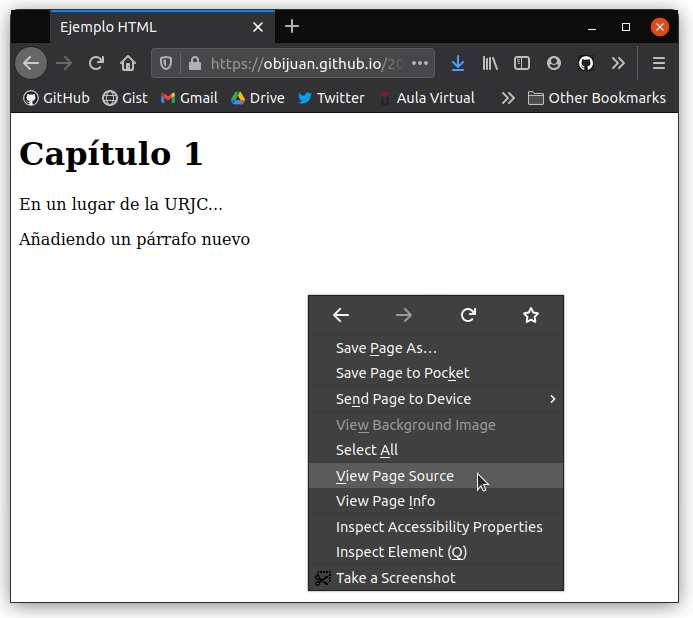 Ejemplo HTML
https://obijuan.github.io/20
GitHub Gist Gmail Drive Twitter Aula Virtual Other Bookmarks
Capítulo 1
En un lugar de la URJC...
Añadiendo un párrafo nuevo
Save Page As...
Save Page to Pocket
Send Page to Device
View Background Image
Select All
View Page Source
View Page Info
Inspect Accessibility Properties
Inspect Element (Q)
Take a Screenshot